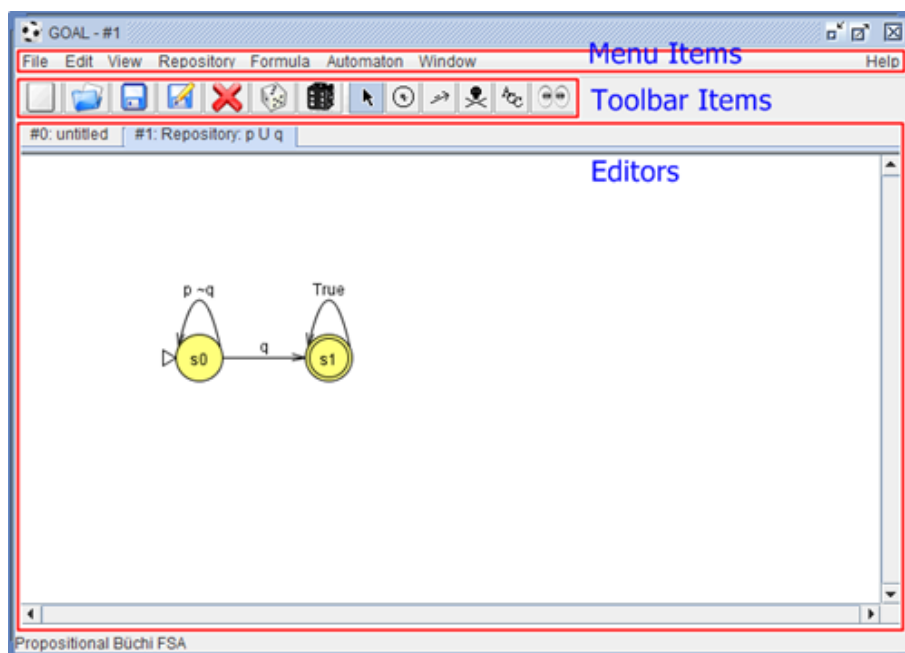 GOAL - #1
File Edit View Repository Formula Automaton Window Menu Items Help
Acc Toolbar Items
#0: untitled #1: Repository: p U q
Editors
p ~q True
s0 q s1
Propositional Büchi FSA